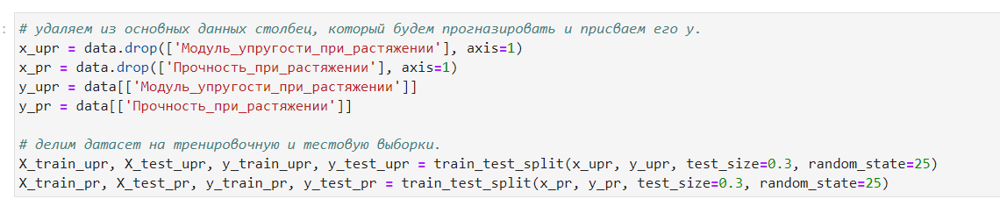 :
# удаляем из основных данных столбец, который будем прогназировать и присваем его y.
x_upr = data.drop(['Модуль_упругости_при_растяжении'], axis=1)
x_pr = data.drop(['Прочность_при_растяжении'], axis=1)
y_upr = data[['Модуль_упругости_при_растяжении']]
y_pr = data[['Прочность_при_растяжении']]

# делим датасет на тренировочную и тестовую выборки.
X_train_upr, X_test_upr, y_train_upr, y_test_upr = train_test_split(x_upr, y_upr, test_size=0.3, random_state=25)
X_train_pr, X_test_pr, y_train_pr, y_test_pr = train_test_split(x_pr, y_pr, test_size=0.3, random_state=25)